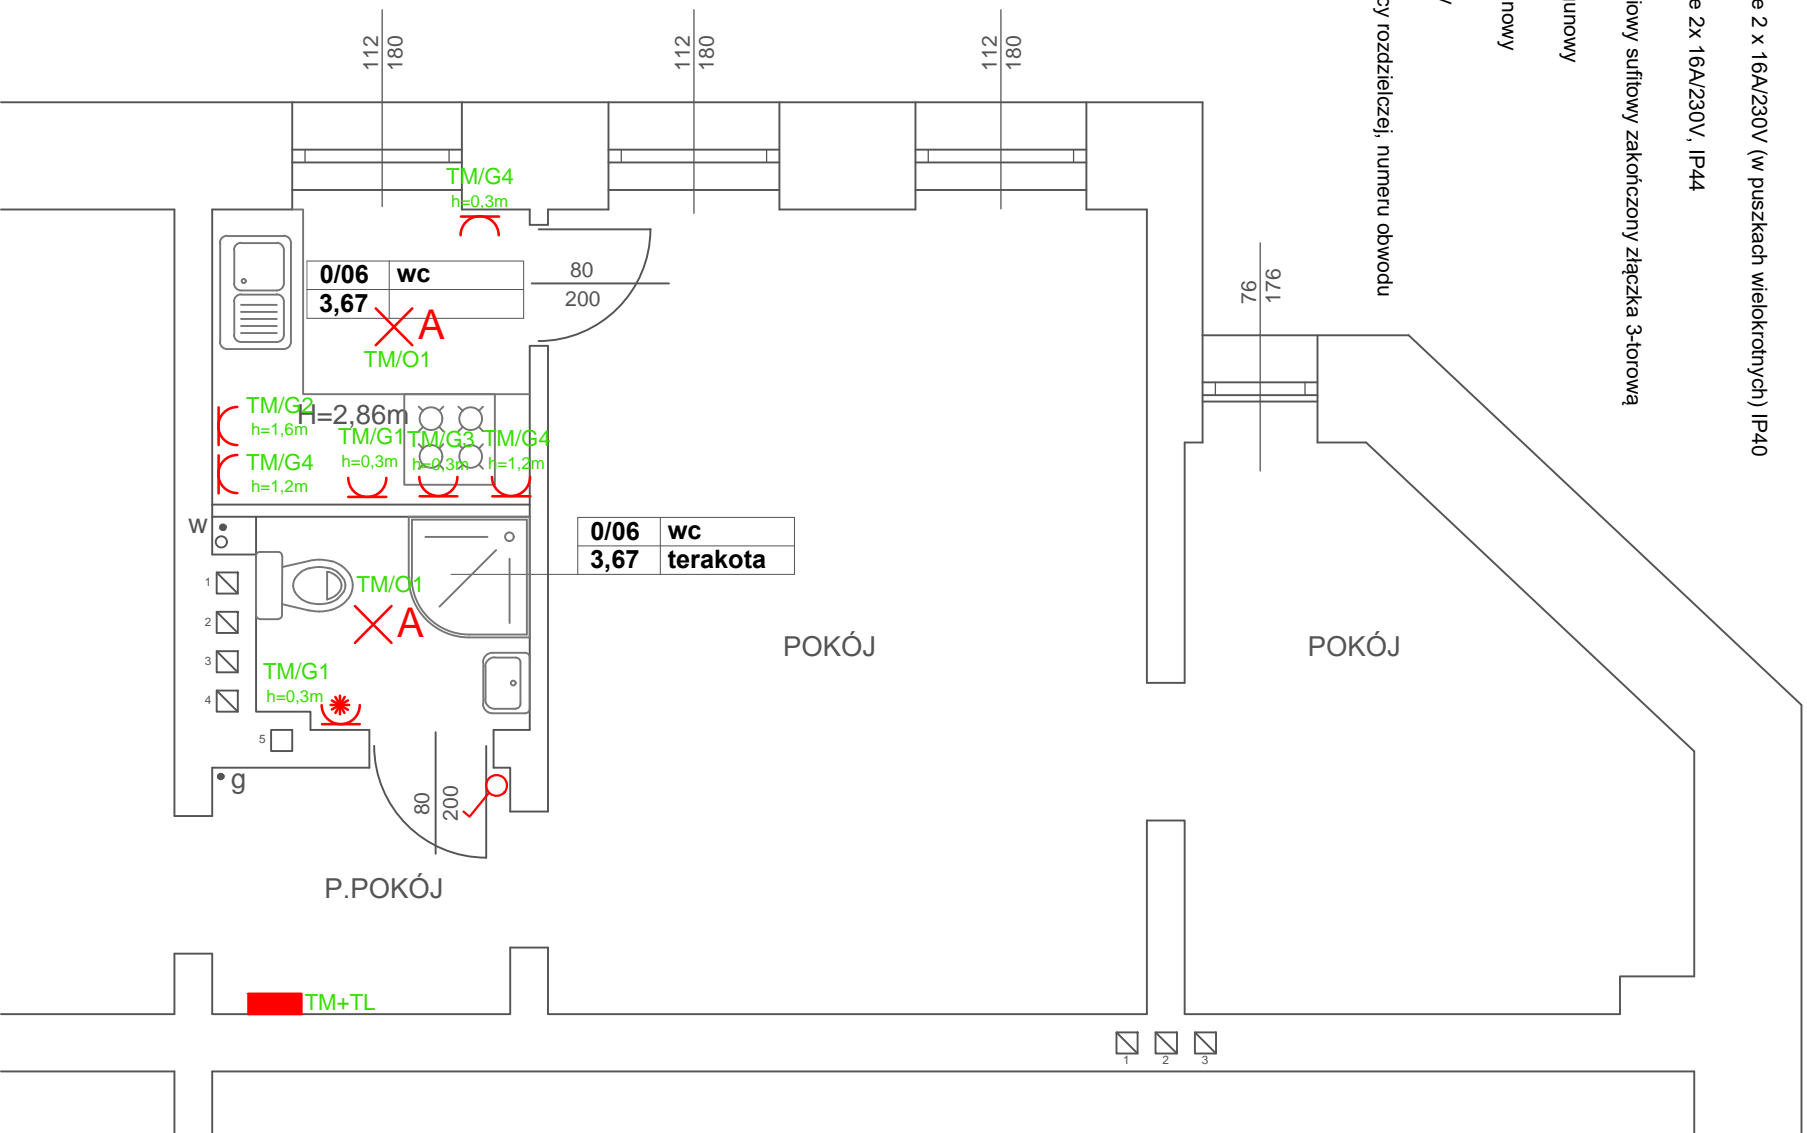 112
180
112
180
112
180
e 2 x 16A/230V (w puszkach wielokrotnych) IP40
e 2x 16A/230V, IP44
iowy sufitowy zakończony złączka 3-torową
unowy
nowy
cy rozdzielczej, numeru obwodu
TM/G4
h=0,3m
0/06 wc
3,67
A
TM/O1
80
200
76
176
TM/G2
h=1,6m
H=2,86m
TM/G1
h=0,3m
TM/G3
h=0,3m
TM/G4
h=1,2m
TM/G4
h=1,2m
w
0/06 wc
3,67 terakota
1
2
3
4
5
TM/O1
A
TM/G1
h=0,3m
g
80
200
POKÓJ
POKÓJ
P.POKÓJ
TM+TL
1
2
3